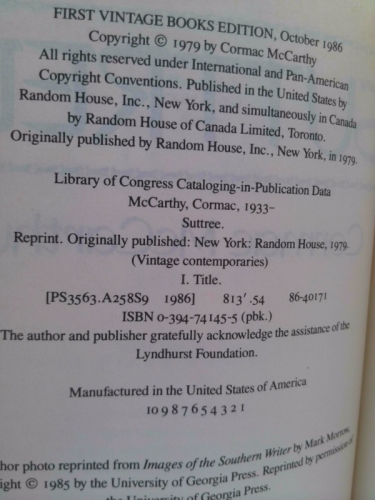 FIRST VINTAGE BOOKS EDITION, October 1986
Copyright © 1979 by Cormac McCarthy
All rights reserved under International and Pan-American
Copyright Conventions. Published in the United States by
Random House, Inc., New York, and simultaneously in Canada
by Random House of Canada Limited, Toronto.
Originally published by Random House, Inc., New York, in 1979.
Library of Congress Cataloging-in-Publication Data
McCarthy, Cormac, 1933–
Suttree.
Reprint. Originally published: New York: Random House, 1979.
(Vintage contemporaries)
I. Title.
[PS3563.A258S9 1986] 813'.54 86-40171
ISBN 0-394-74145-5 (pbk.)
The author and publisher gratefully acknowledge the assistance of the
Lyndhurst Foundation.
Manufactured in the United States of America
10 9 8 7 6 5 4 3 2 1
hor photo reprinted from Images of the Southern Writer by Mark Morrow,
ight © 1985 by the University of Georgia Press. Reprinted by permission of
the University of Georgia Press.